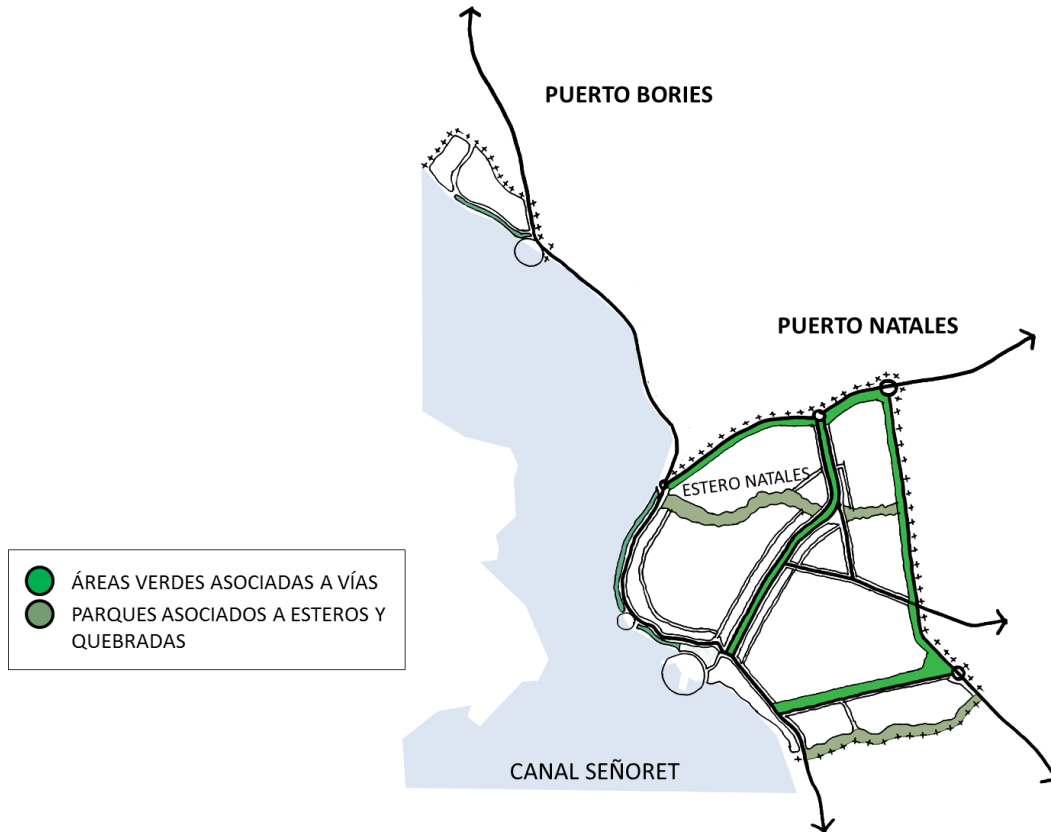 PUERTO BORIES
PUERTO NATALES
ESTERO NATALES
ÁREAS VERDES ASOCIADAS A VÍAS
PARQUES ASOCIADOS A ESTEROS Y
QUEBRADAS
CANAL SEÑORET